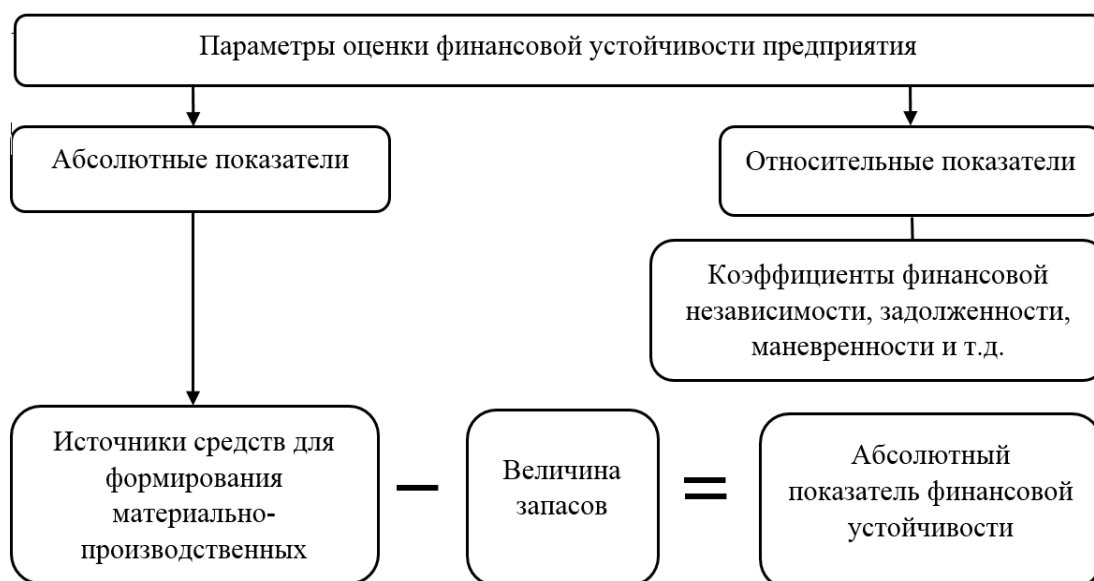 Параметры оценки финансовой устойчивости предприятия
Абсолютные показатели
Относительные показатели
Коэффициенты финансовой
независимости, задолженности,
маневренности и т.д.
Источники средств для
формирования
материально-
производственных
–
Величина
запасов
=
Абсолютный
показатель финансовой
устойчивости